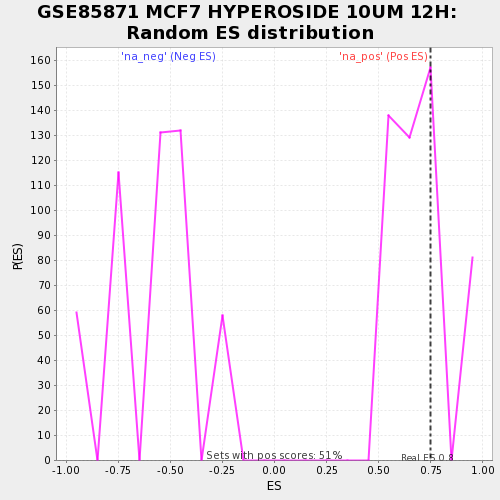 GSE85871 MCF7 HYPEROSIDE 10UM 12H:
Random ES distribution
'na_neg' (Neg ES) 'na_pos' (Pos ES)
160
150
140
130
120
110
100
90
80
70
60
50
40
30
20
10
0
P(ES)
Sets with pos scores: 51%
Real ES 0.8
-1.00 -0.75 -0.50 -0.25 0.00 0.25 0.50 0.75 1.00
ES